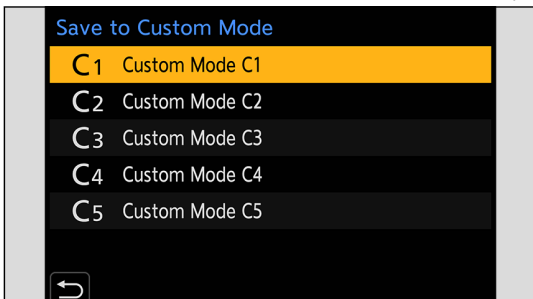 Save to Custom Mode
C1 Custom Mode C1
C2 Custom Mode C2
C3 Custom Mode C3
C4 Custom Mode C4
C5 Custom Mode C5